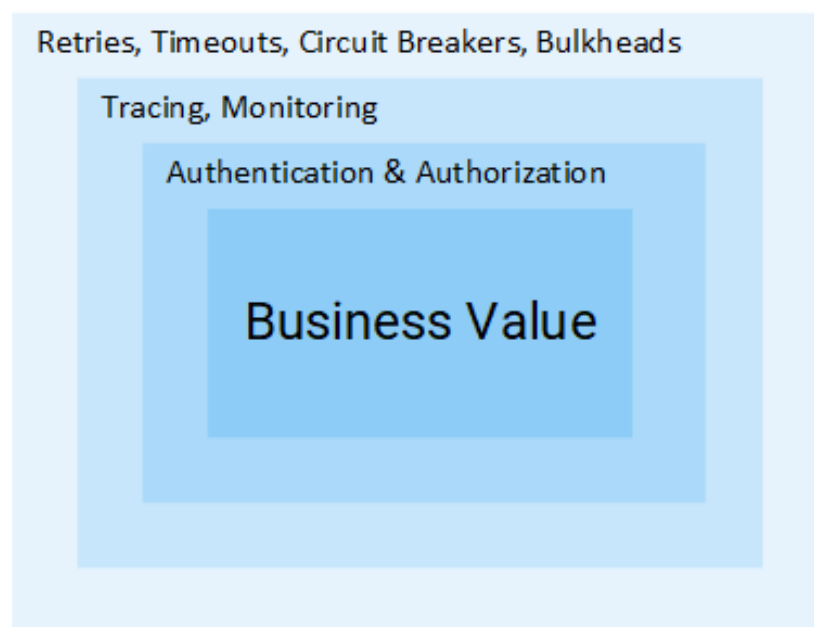 Retries, Timeouts, Circuit Breakers, Bulkheads
Tracing, Monitoring
Authentication & Authorization
Business Value